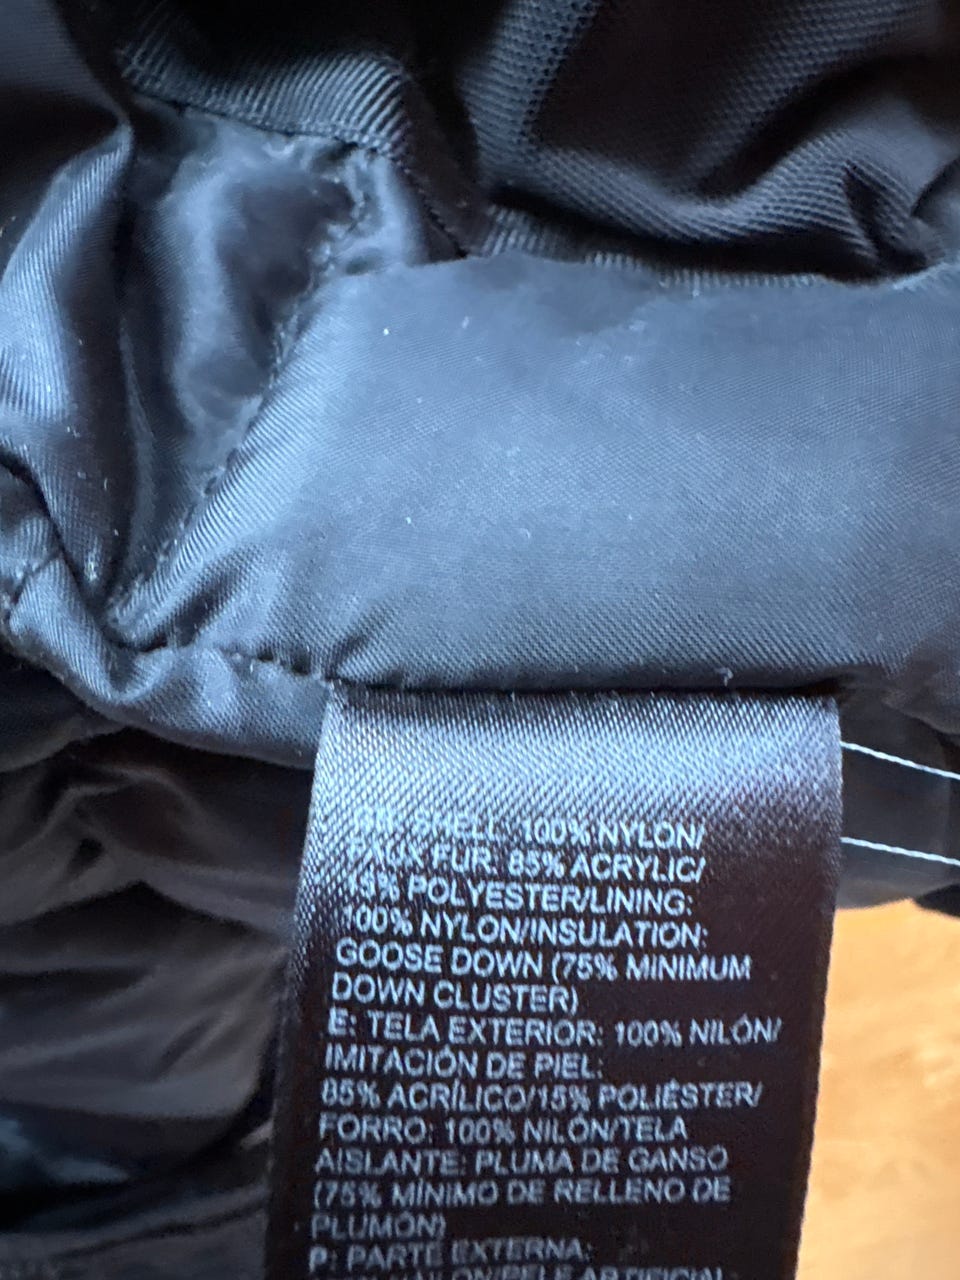 SHELL: 100% NYLON/
FAUX FUR: 85% ACRYLIC/
15% POLYESTER/LINING:
100% NYLON/INSULATION:
GOOSE DOWN (75% MINIMUM
DOWN CLUSTER)
E: TELA EXTERIOR: 100% NILÓN/
IMITACIÓN DE PIEL:
85% ACRÍLICO/15% POLIÉSTER/
FORRO: 100% NILÓN/TELA
AISLANTE: PLUMA DE GANSO
(75% MÍNIMO DE RELLENO DE
PLUMÓN)
P: PARTE EXTERNA: